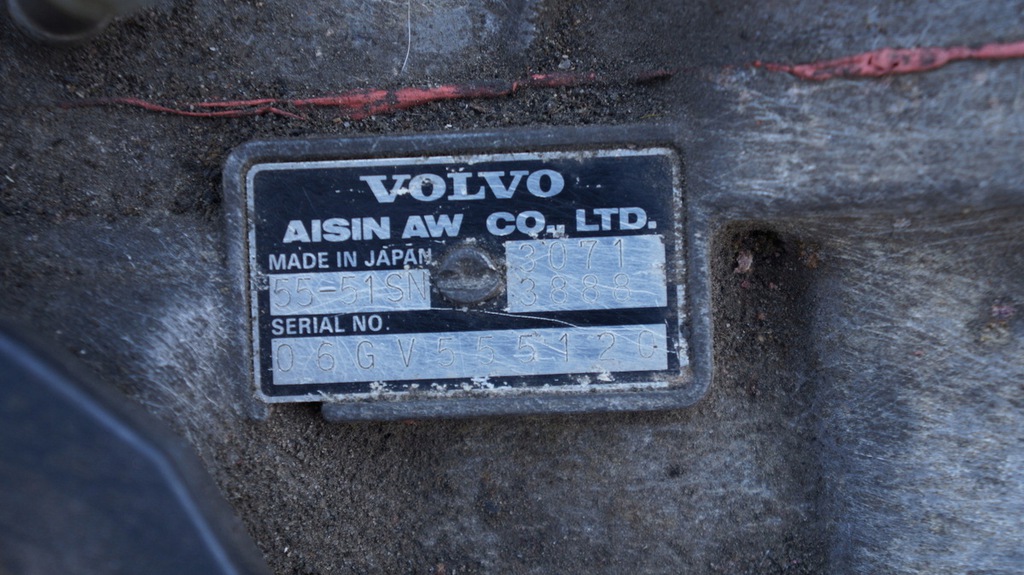 VOLVO
AISIN AW CO., LTD.
MADE IN JAPAN
3071
55-51SN
3888
SERIAL NO.
06GV555120